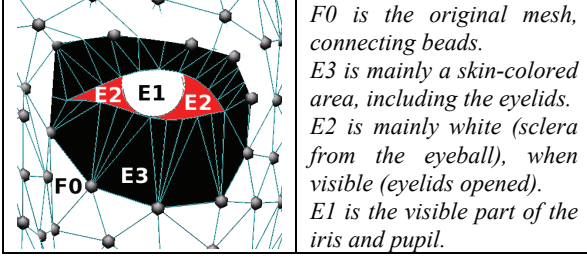 E2 E1 E2
F0 E3
F0 is the original mesh,
connecting beads.
E3 is mainly a skin-colored
area, including the eyelids.
E2 is mainly white (sclera
from the eyeball), when
visible (eyelids opened).
E1 is the visible part of the
iris and pupil.